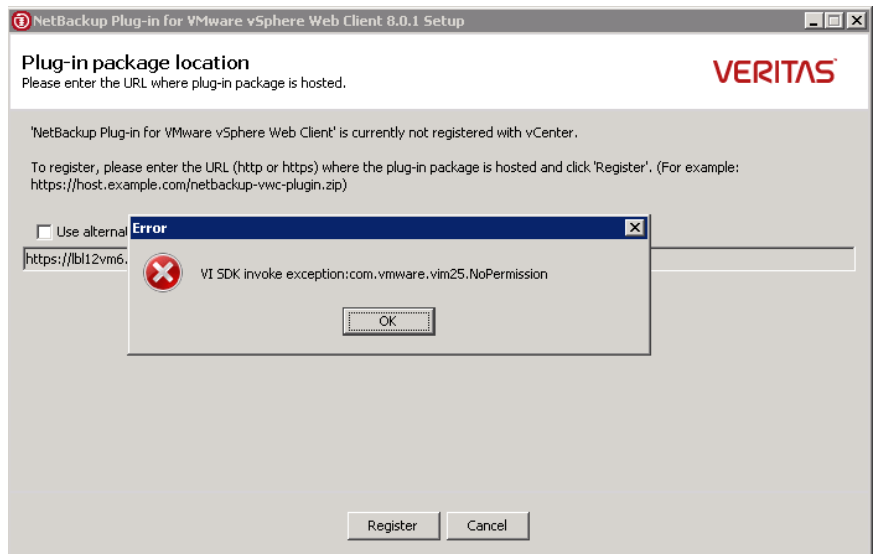 NetBackup Plug-in for VMware vSphere Web Client 8.0.1 Setup
Plug-in package location
Please enter the URL where plug-in package is hosted.
VERITAS
'NetBackup Plug-in for VMware vSphere Web Client' is currently not registered with vCenter.
To register, please enter the URL (http or https) where the plug-in package is hosted and click 'Register'. (For example:
https://host.example.com/netbackup-vwc-plugin.zip)
Use alternat
Error
https://lbl12vm6.
VI SDK invoke exception:com.vmware.vim25.NoPermission
OK
Register
Cancel